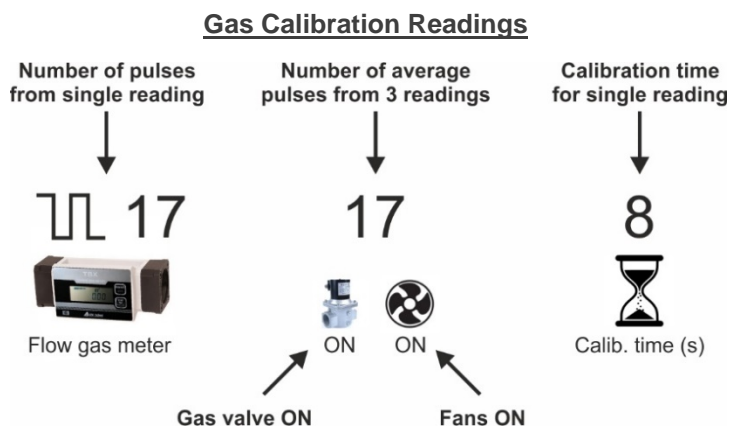 Gas Calibration Readings
Number of pulses
from single reading
Number of average
pulses from 3 readings
Calibration time
for single reading
17
17
8
Flow gas meter
ON
ON
Calib. time (s)
Gas valve ON
Fans ON